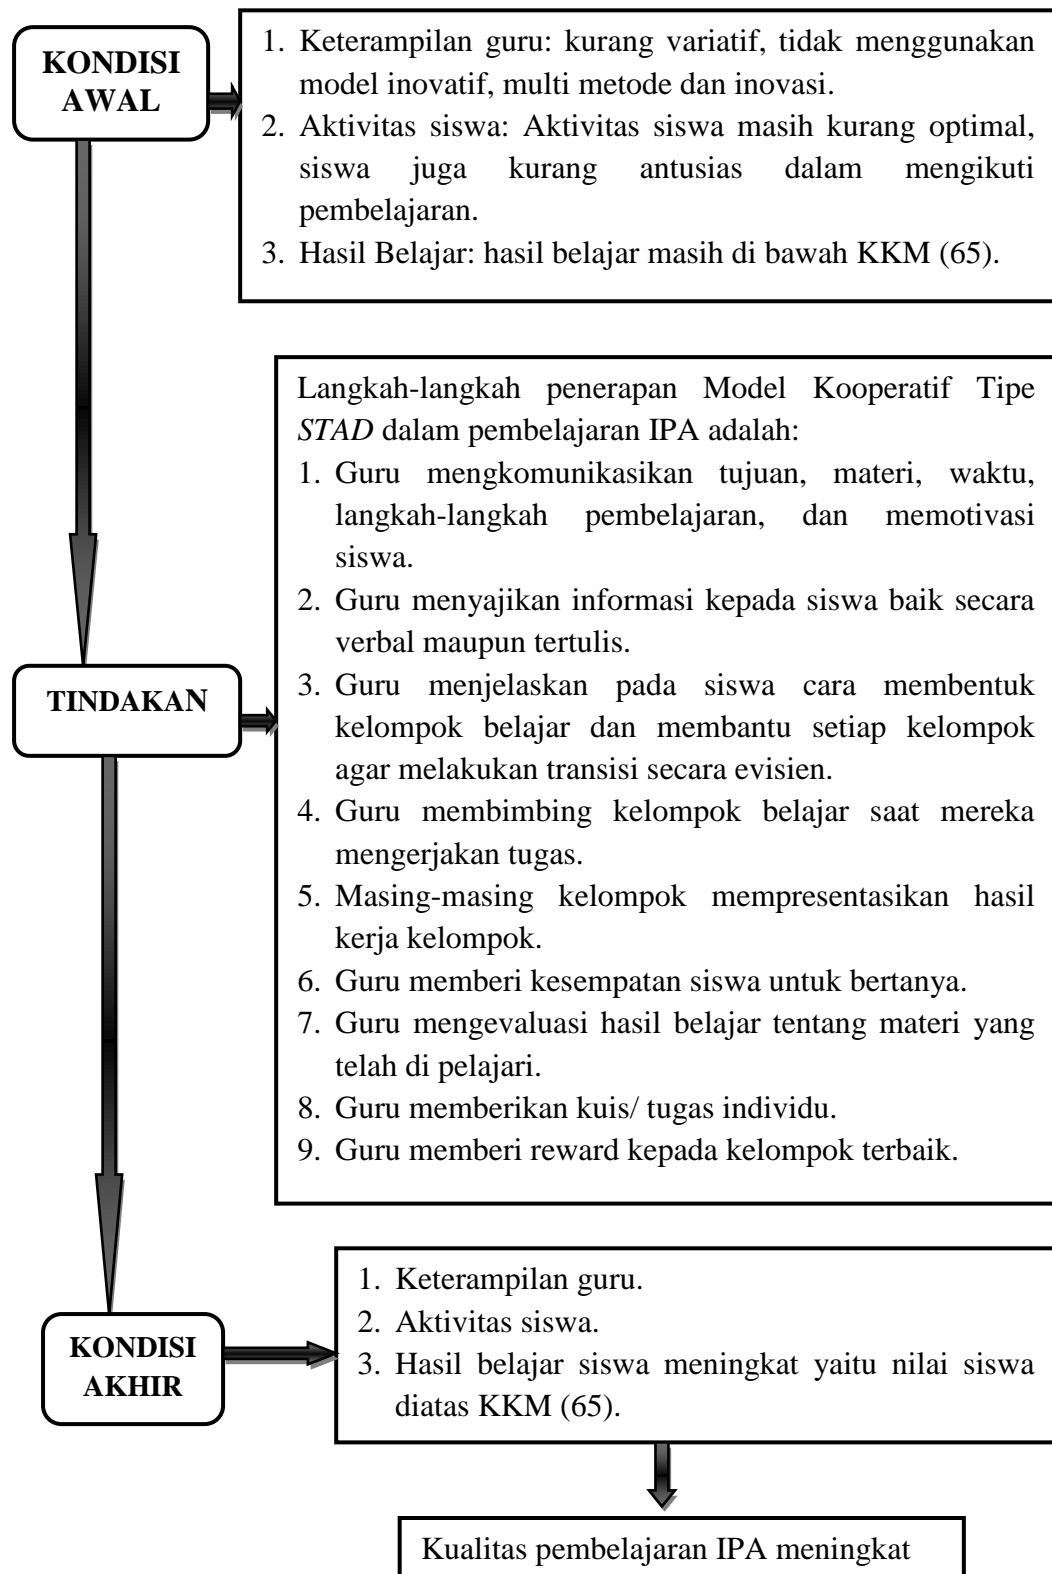 KONDISI
AWAL
1. Keterampilan guru: kurang variatif, tidak menggunakan
model inovatif, multi metode dan inovasi.
2. Aktivitas siswa: Aktivitas siswa masih kurang optimal,
siswa juga kurang antusias dalam mengikuti
pembelajaran.
3. Hasil Belajar: hasil belajar masih di bawah KKM (65).
TINDAKAN
Langkah-langkah penerapan Model Kooperatif Tipe
STAD dalam pembelajaran IPA adalah:
1. Guru mengkomunikasikan tujuan, materi, waktu,
langkah-langkah pembelajaran, dan memotivasi
siswa.
2. Guru menyajikan informasi kepada siswa baik secara
verbal maupun tertulis.
3. Guru menjelaskan pada siswa cara membentuk
kelompok belajar dan membantu setiap kelompok
agar melakukan transisi secara evisien.
4. Guru membimbing kelompok belajar saat mereka
mengerjakan tugas.
5. Masing-masing kelompok mempresentasikan hasil
kerja kelompok.
6. Guru memberi kesempatan siswa untuk bertanya.
7. Guru mengevaluasi hasil belajar tentang materi yang
telah di pelajari.
8. Guru memberikan kuis/ tugas individu.
9. Guru memberi reward kepada kelompok terbaik.
KONDISI
AKHIR
1. Keterampilan guru.
2. Aktivitas siswa.
3. Hasil belajar siswa meningkat yaitu nilai siswa
diatas KKM (65).
Kualitas pembelajaran IPA meningkat